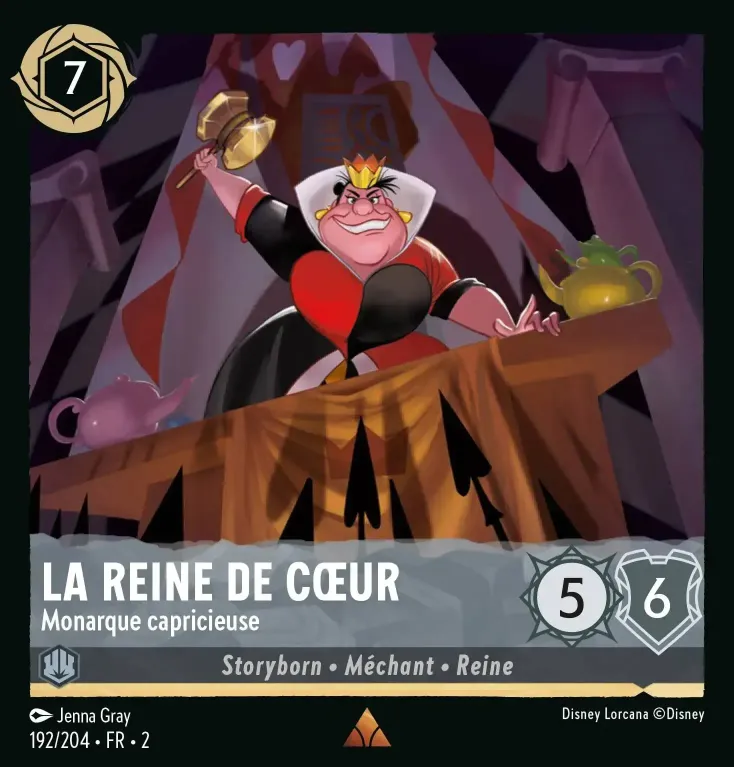 7
LA REINE DE CŒUR
Monarque capricieuse
5
6
Storyborn • Méchant • Reine
Jenna Gray
Disney Lorcana ©Disney
192/204 • FR • 2